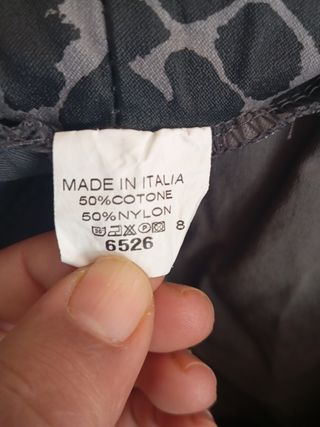 MADE IN ITALIA
50%COTONE
50%NYLON
8
6526